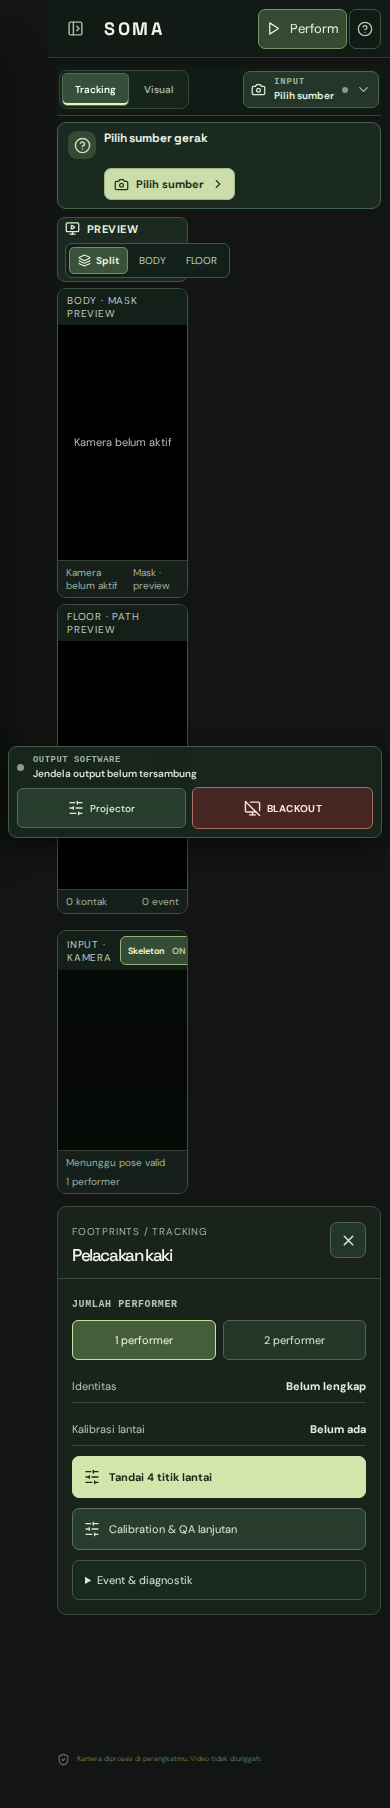 SOMA
Perform
Tracking
Visual
INPUT
Pilih sumber
Pilih sumber gerak
Pilih sumber
PREVIEW
Split
BODY
FLOOR
BODY · MASK
PREVIEW
Kamera belum aktif
Kamera
belum aktif
Mask ·
preview
FLOOR · PATH
PREVIEW
OUTPUT SOFTWARE
Jendela output belum tersambung
Projector
BLACKOUT
0 kontak
0 event
INPUT ·
KAMERA
Skeleton ON
Menunggu pose valid
1 performer
FOOTPRINTS / TRACKING
Pelacakan kaki
JUMLAH PERFORMER
1 performer
2 performer
Identitas
Belum lengkap
Kalibrasi lantai
Belum ada
Tandai 4 titik lantai
Calibration & QA lanjutan
Event & diagnostik
Kamera diproses di perangkatmu. Video tidak diunggah.